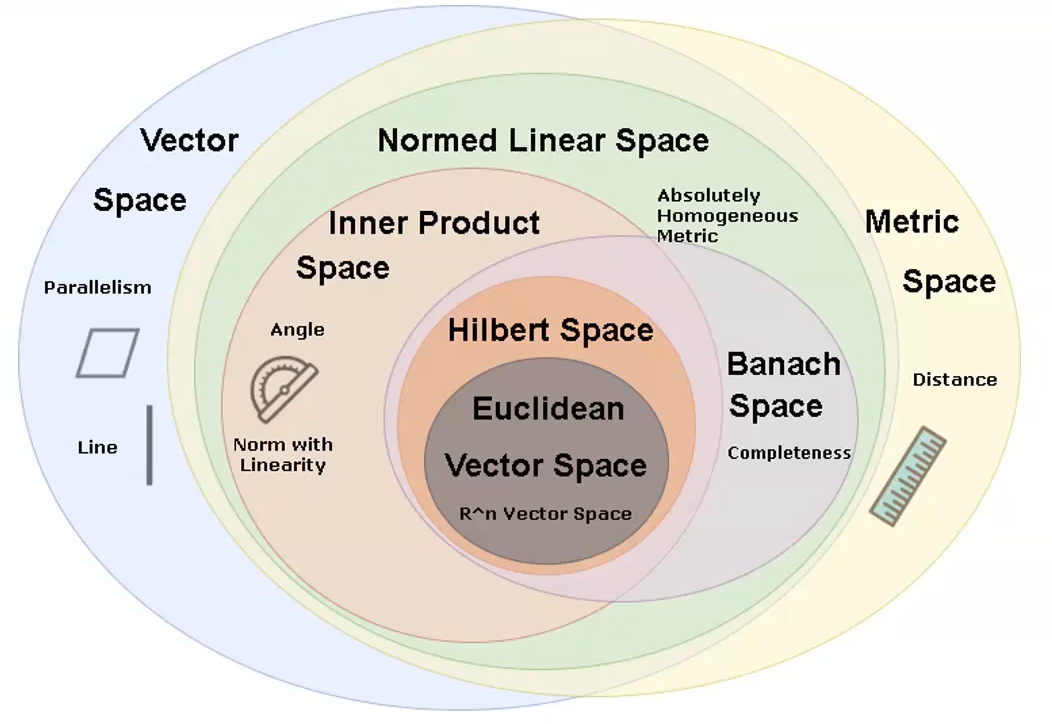 Vector
Space
Parallelism
Line
Normed Linear Space
Absolutely
Homogeneous
Metric
Inner Product
Space
Angle
Norm with
Linearity
Hilbert Space
Euclidean
Vector Space
R^n Vector Space
Banach
Space
Completeness
Metric
Space
Distance